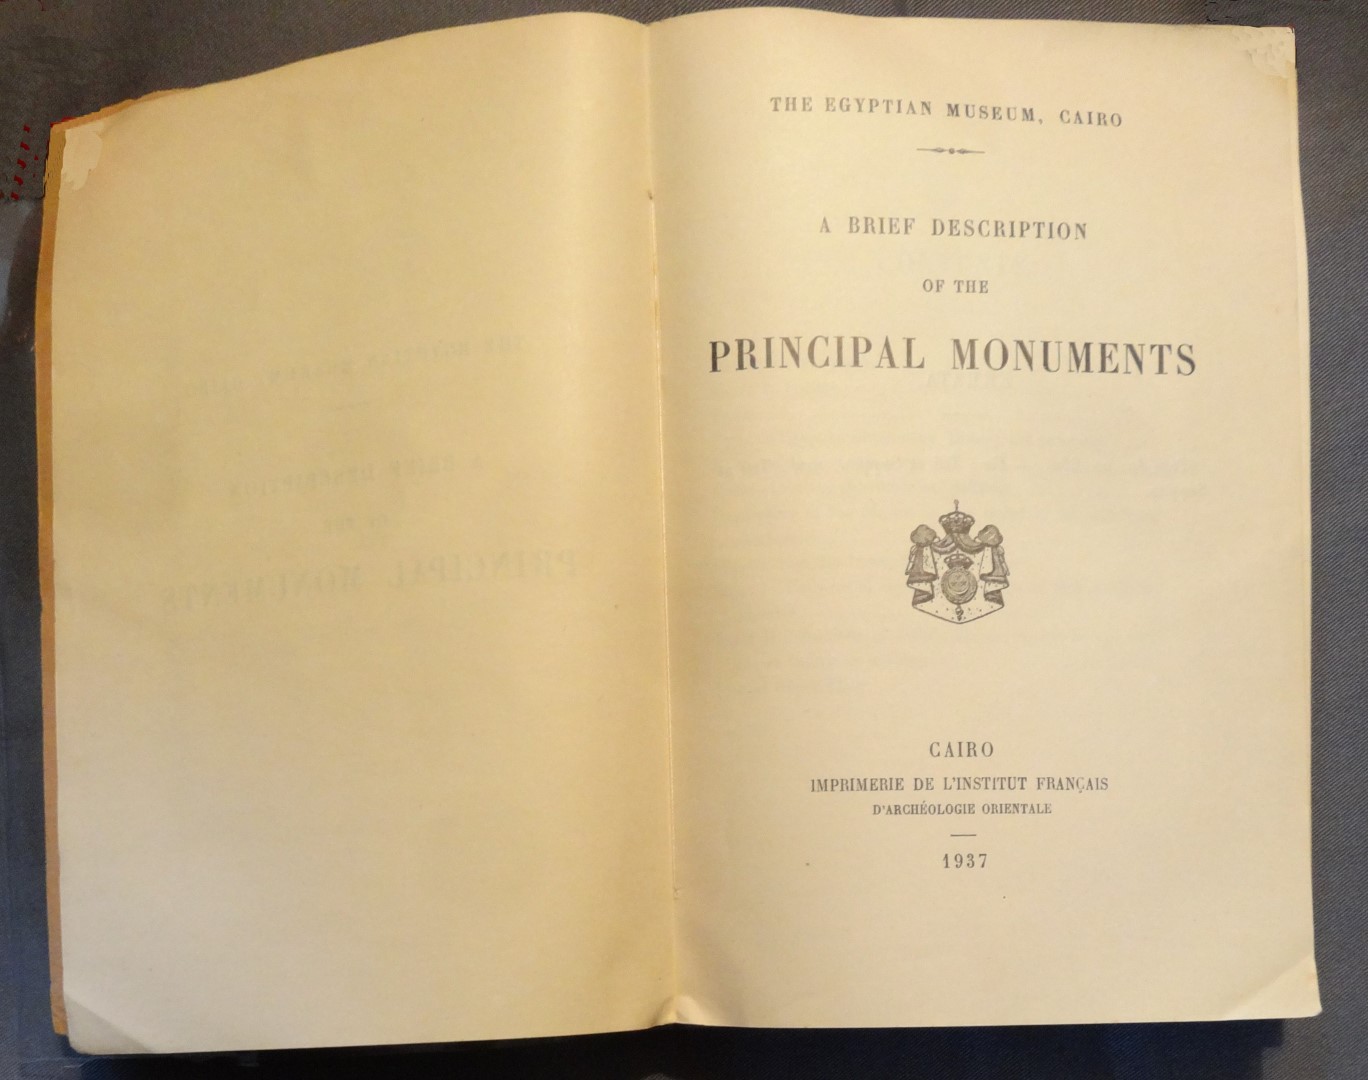 THE EGYPTIAN MUSEUM, CAIRO
A BRIEF DESCRIPTION
OF THE
PRINCIPAL MONUMENTS
CAIRO
IMPRIMERIE DE L'INSTITUT FRANÇAIS
D'ARCHÉOLOGIE ORIENTALE
1937